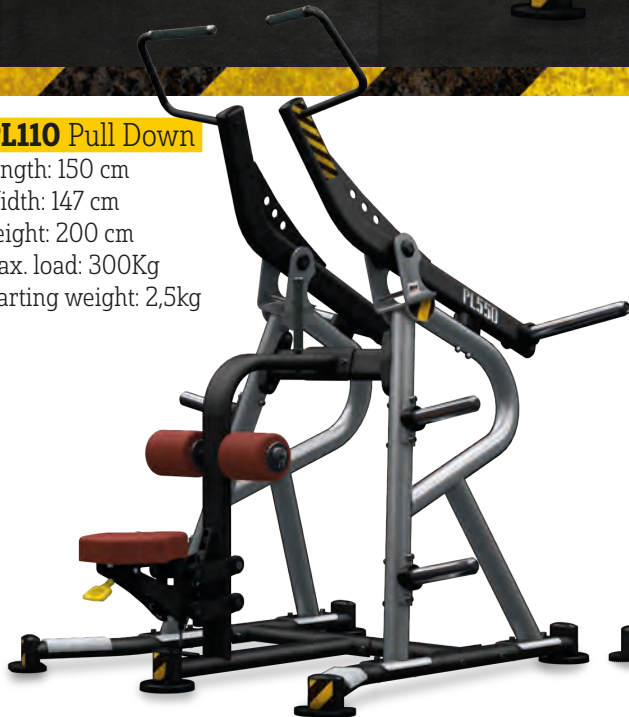 PL110 Pull Down
ngth: 150 cm
idth: 147 cm
eight: 200 cm
ax. load: 300Kg
arting weight: 2,5kg
PL550